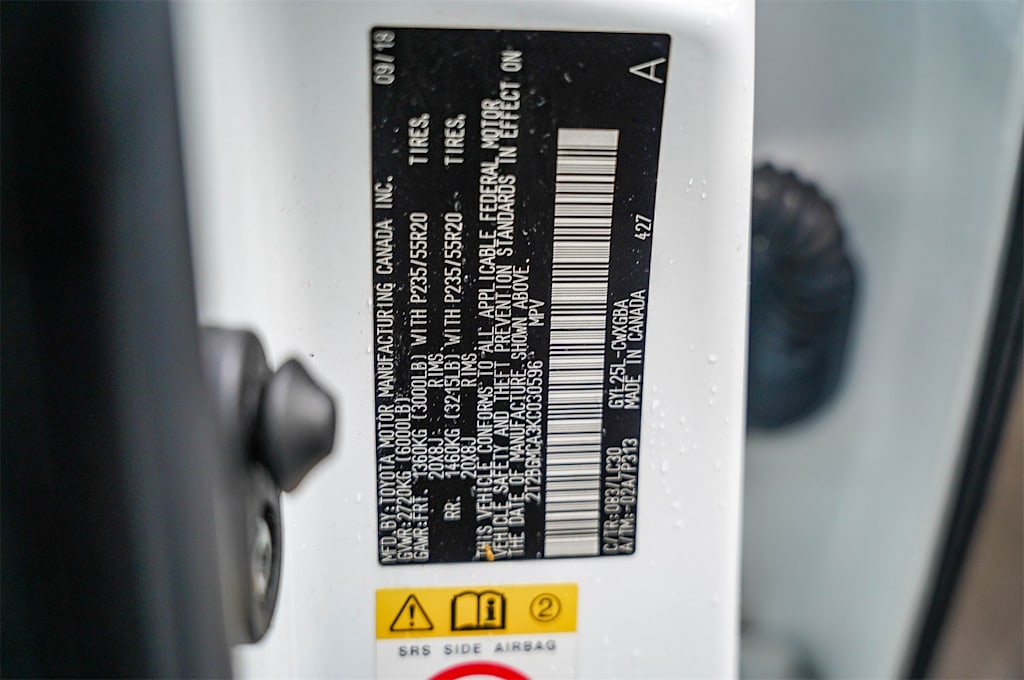 MFD. BY: TOYOTA MOTOR MANUFACTURING CANADA INC. 09/18
GVWR: 2720KG (6000LB)
GAWR: FRT. 1360KG (3000LB) WITH P235/55R20 TIRES.
20X8J RIMS
RR. 1460KG (3245LB) WITH P235/55R20 TIRES.
20X8J RIMS
THIS VEHICLE CONFORMS TO ALL APPLICABLE FEDERAL MOTOR
VEHICLE SAFETY AND THEFT PREVENTION STANDARDS IN EFFECT ON
THE DATE OF MANUFACTURE SHOWN ABOVE.
2T2BGMCA3KC030596 MPV
C/TR: 083/LC30 GYL25L-CWXGBA 427
A/TM: -02A/P313 MADE IN CANADA
A
2
SRS SIDE AIRBAG